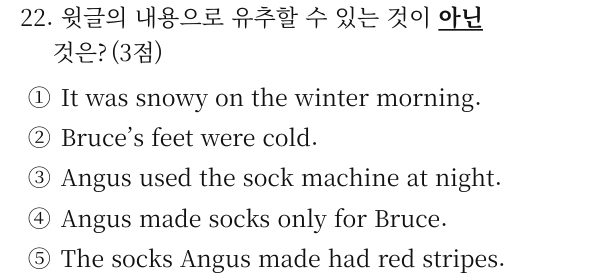 22. 윗글의 내용으로 유추할 수 있는 것이 아닌
것은? (3점)
① It was snowy on the winter morning.
② Bruce’s feet were cold.
③ Angus used the sock machine at night.
④ Angus made socks only for Bruce.
⑤ The socks Angus made had red stripes.